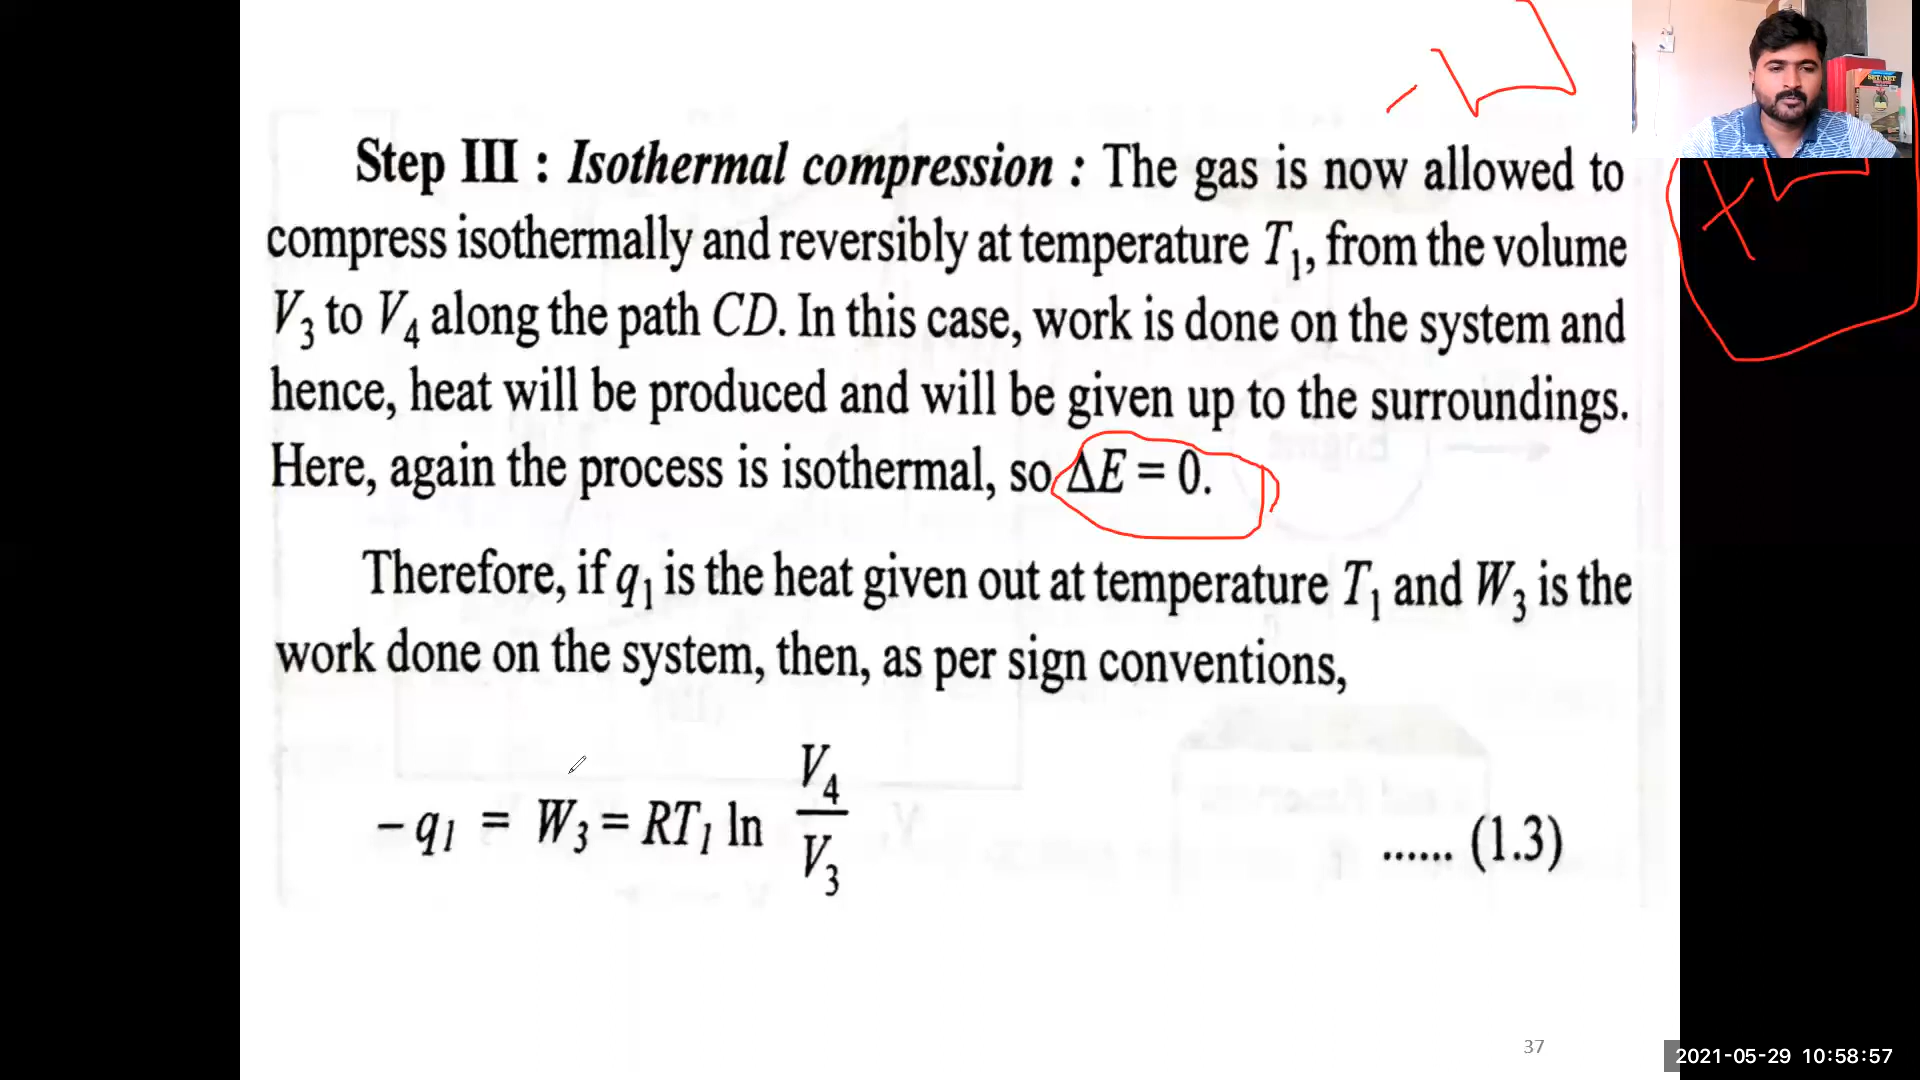 Step III : Isothermal compression : The gas is now allowed to
compress isothermally and reversibly at temperature T₁, from the volume
V₃ to V₄ along the path CD. In this case, work is done on the system and
hence, heat will be produced and will be given up to the surroundings.
Here, again the process is isothermal, so ΔE = 0.
Therefore, if q₁ is the heat given out at temperature T₁ and W₃ is the
work done on the system, then, as per sign conventions,
– q₁ = W₃ = RT₁ ln V₄/V₃ ...... (1.3)
37
2021-05-29 10:58:57